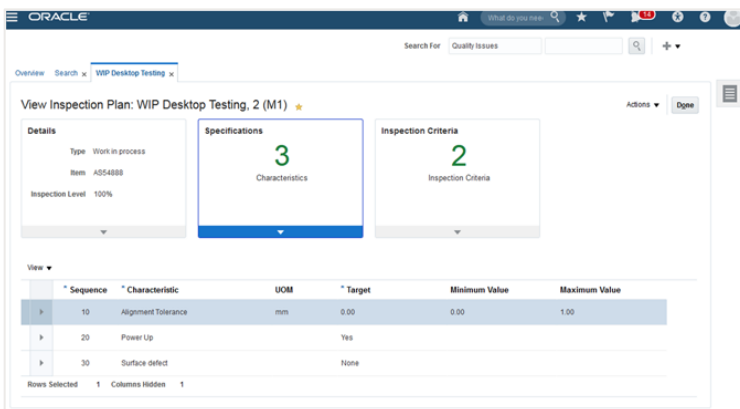 ORACLE
What do you nee
14
Search For Quality Issues
Overview Search x WIP Desktop Testing x
View Inspection Plan: WIP Desktop Testing, 2 (M1)
Actions Done
Details
Type Work in process
Item AS54888
Inspection Level 100%
Specifications
3
Characteristics
Inspection Criteria
2
Inspection Criteria
View
* Sequence * Characteristic UOM * Target Minimum Value Maximum Value
10 Alignment Tolerance mm 0.00 0.00 1.00
20 Power Up Yes
30 Surface defect None
Rows Selected 1 Columns Hidden 1